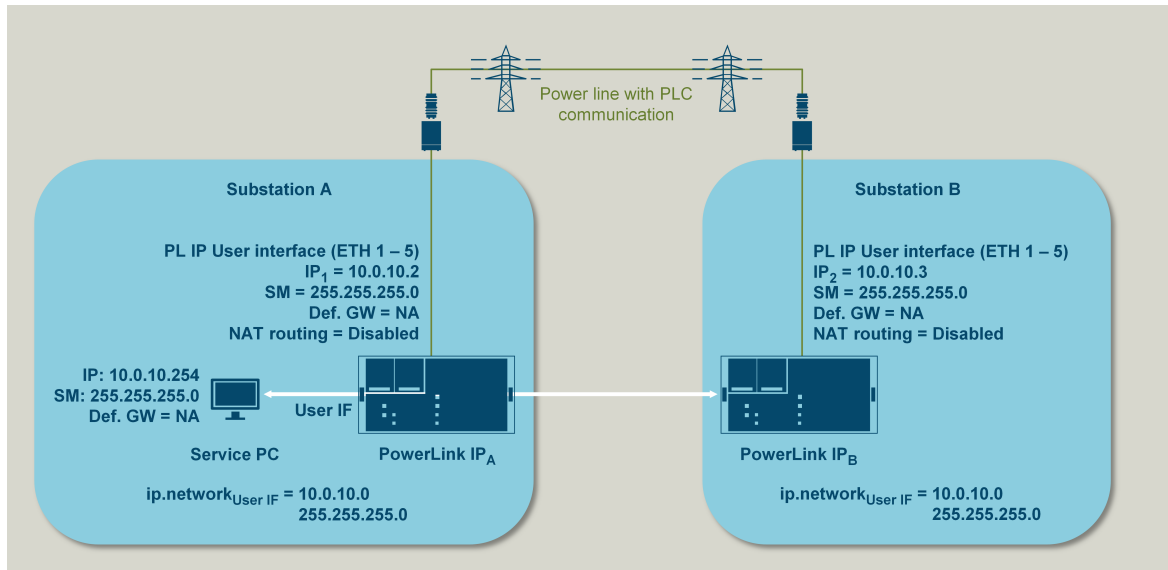 Power line with PLC
communication
Substation A
PL IP User interface (ETH 1 – 5)
IP1 = 10.0.10.2
SM = 255.255.255.0
Def. GW = NA
NAT routing = Disabled
IP: 10.0.10.254
SM: 255.255.255.0
Def. GW = NA
User IF
Service PC
PowerLink IPA
ip.networkUser IF = 10.0.10.0
255.255.255.0
Substation B
PL IP User interface (ETH 1 – 5)
IP2 = 10.0.10.3
SM = 255.255.255.0
Def. GW = NA
NAT routing = Disabled
PowerLink IPB
ip.networkUser IF = 10.0.10.0
255.255.255.0